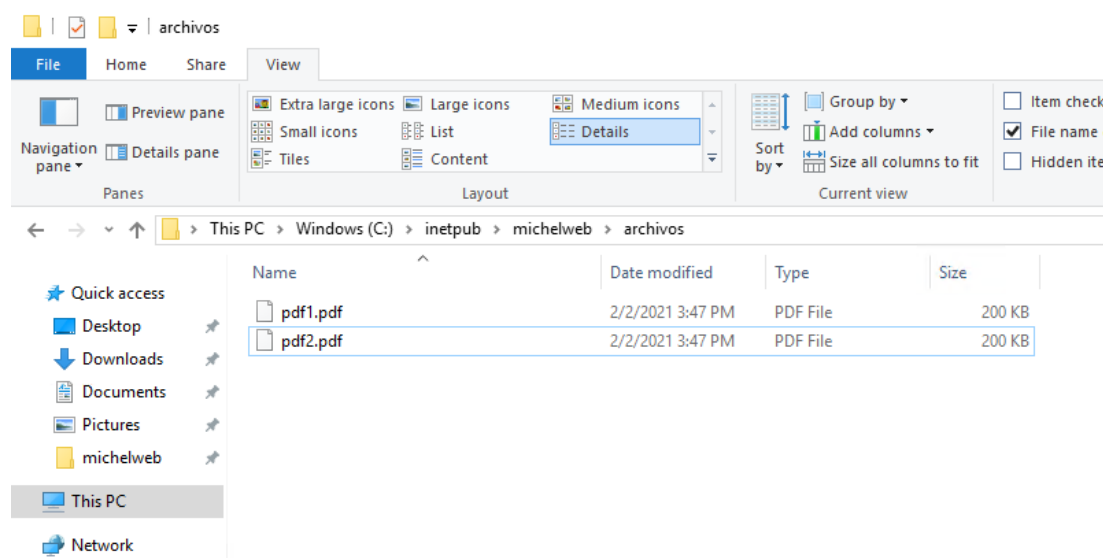 archivos
File Home Share View
Preview pane
Details pane
Navigation pane
Panes
Extra large icons Large icons Medium icons
Small icons List Details
Tiles Content
Layout
Sort by
Group by
Add columns
Size all columns to fit
Current view
Item check
File name
Hidden ite
This PC > Windows (C:) > inetpub > michelweb > archivos
Name Date modified Type Size
pdf1.pdf 2/2/2021 3:47 PM PDF File 200 KB
pdf2.pdf 2/2/2021 3:47 PM PDF File 200 KB
Quick access
Desktop
Downloads
Documents
Pictures
michelweb
This PC
Network